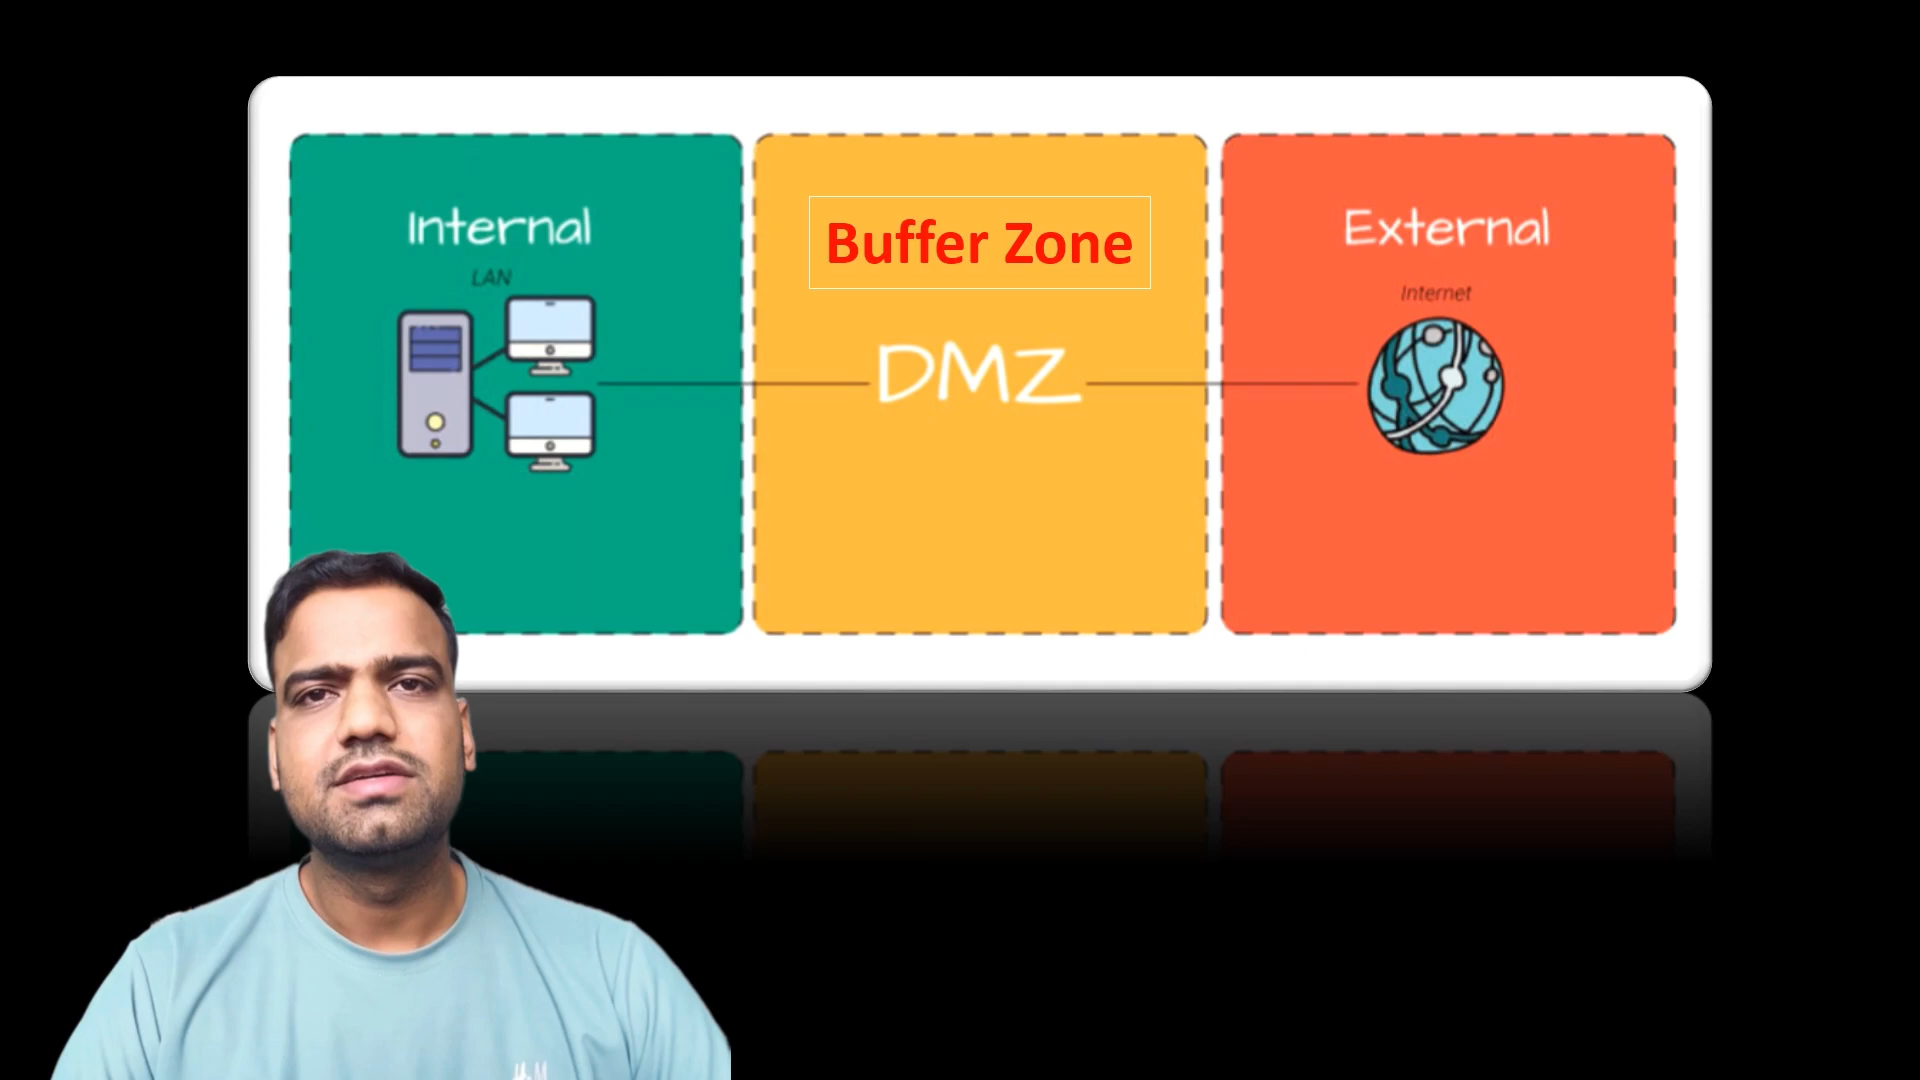 Internal
LAN
Buffer Zone
DMZ
External
Internet